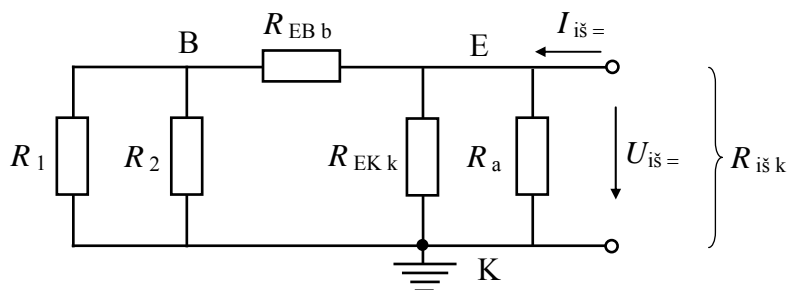 R EB b
I iš =
B
E
R 1
R 2
R EK k
R a
U iš =
R iš k
K